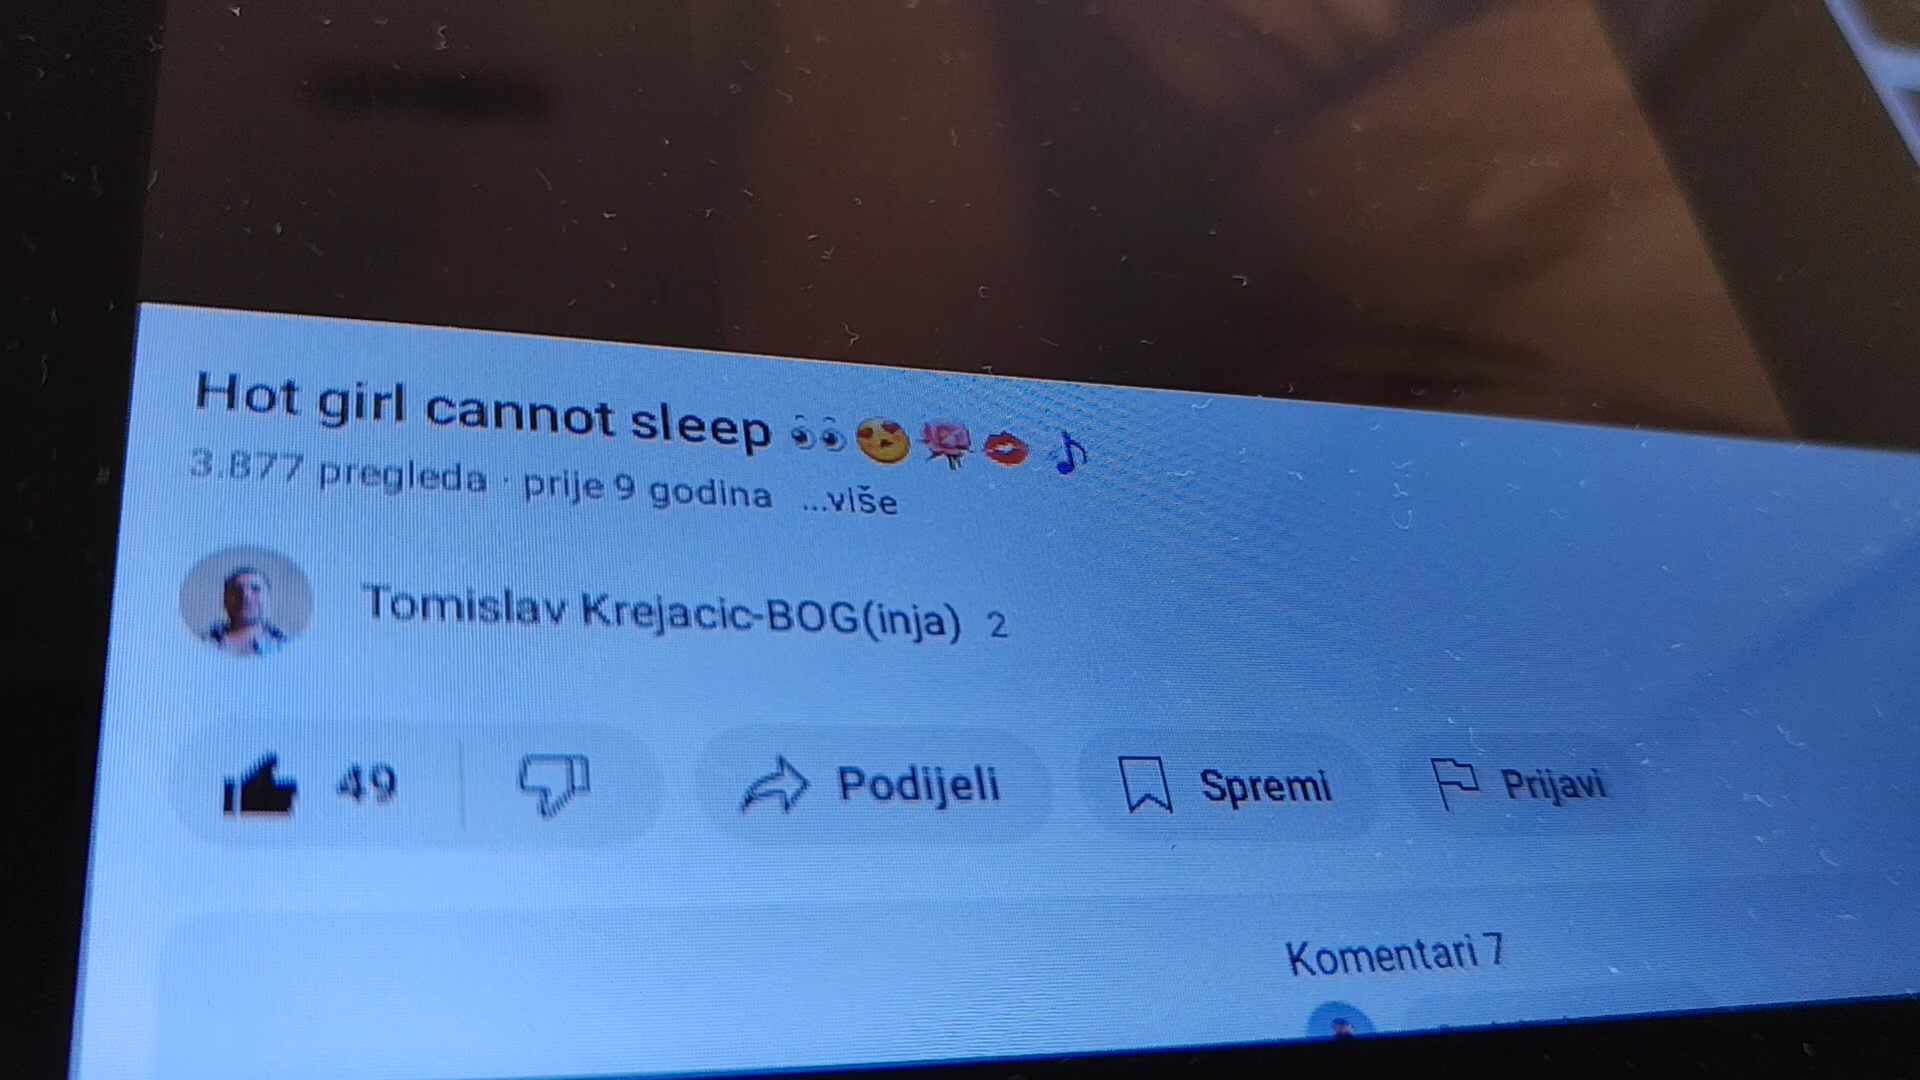 Hot girl cannot sleep 👀😍🌹💋🎵
3.877 pregleda · prije 9 godina ...više
Tomislav Krejacic-BOG(inja) 2
49 Podijeli Spremi Prijavi
Komentari 7